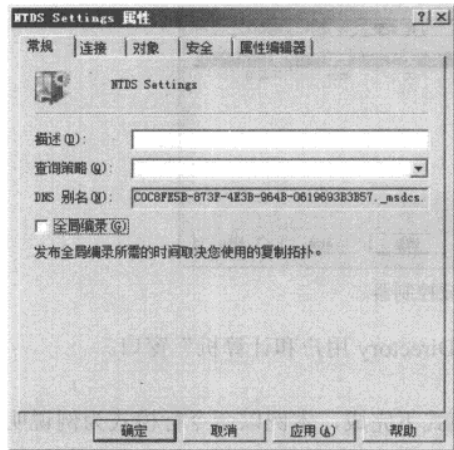 NTDS Settings 属性
常规 连接 对象 安全 属性编辑器
NTDS Settings
描述(D):
查询策略(Q):
DNS 别名(N): C0C8FE5B-873F-4E3B-964B-0619693B3B57._msdcs.
全局编录(G)
发布全局编录所需的时间取决您使用的复制拓扑。
确定 取消 应用(A) 帮助